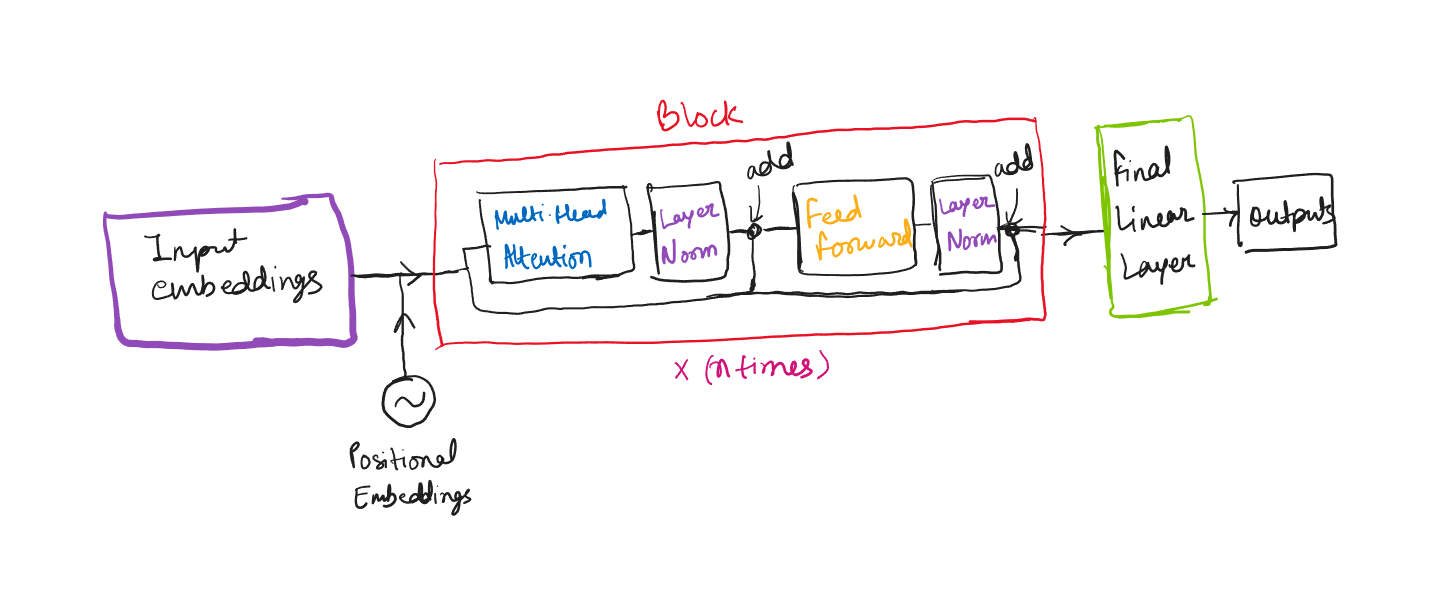 Block
add
add
Multi-Head
Attention
Layer
Norm
Feed
forward
Layer
Norm
Input
embeddings
final
Linear
Layer
outputs
x (n times)
Positional
Embeddings